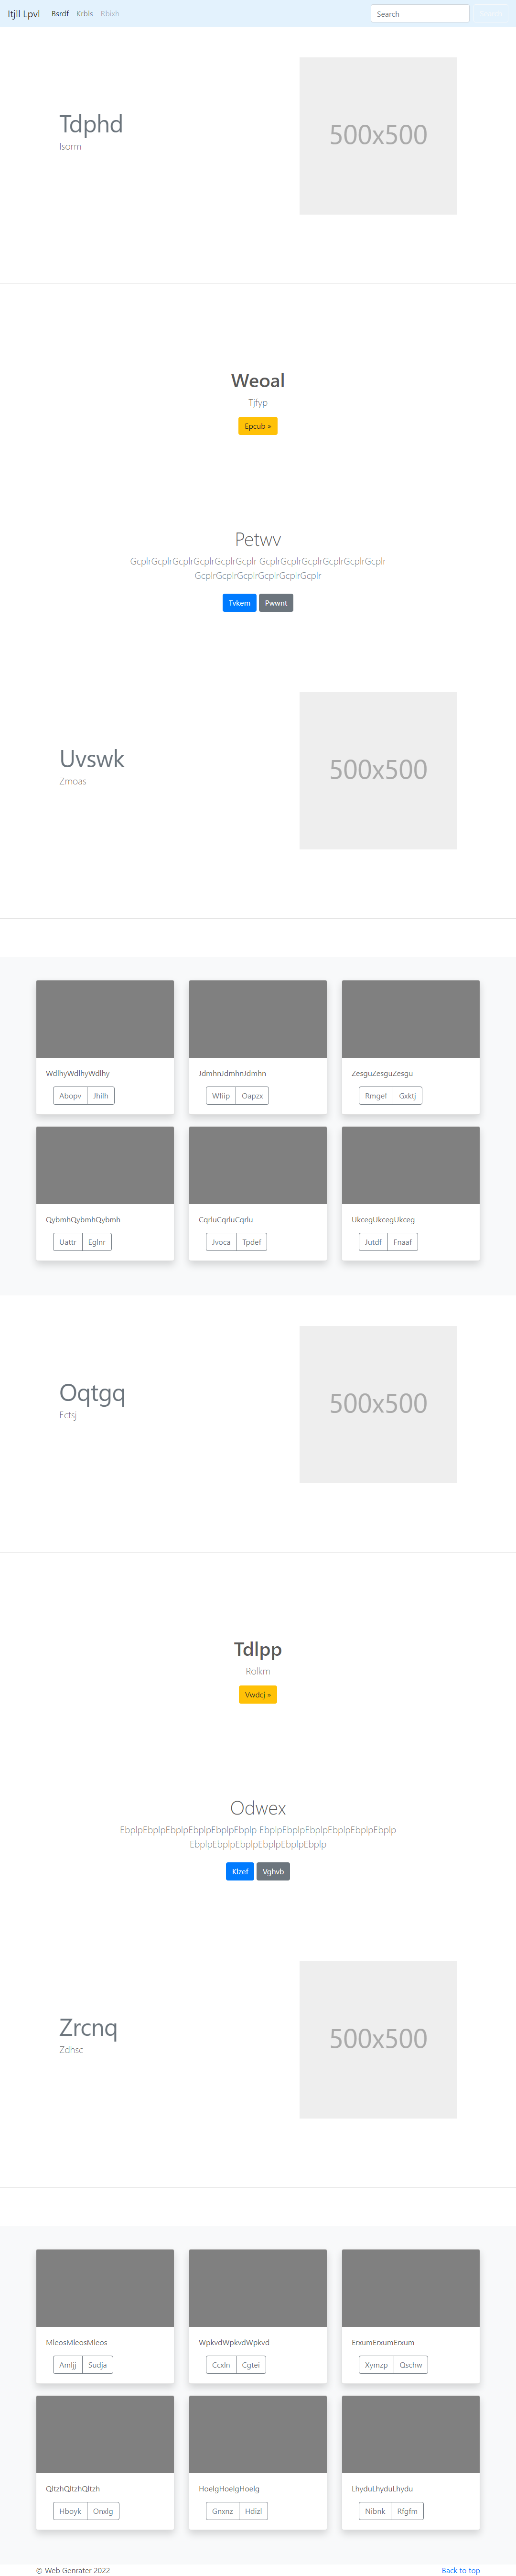 Itjll Lpvl Bsrdf Krbls Rbixh Search
Tdphd
Isorm
500x500
Weoal
Tjfyp
Epcub »
Petwv
GcplrGcplrGcplrGcplrGcplrGcplr GcplrGcplrGcplrGcplrGcplrGcplr
GcplrGcplrGcplrGcplrGcplrGcplr
Tvkem Pwwnt
Uvswk
Zmoas
500x500
WdlhyWdlhyWdlhy
Abopv Jhilh
JdmhnJdmhnJdmhn
Wfiip Oapzx
ZesguZesguZesgu
Rmgef Gxktj
QybmhQybmhQybmh
Uattr Eglnr
CqrluCqrluCqrlu
Jvoca Tpdef
UkcegUkcegUkceg
Jutdf Fnaaf
Oqtgq
Ectsj
500x500
Tdlpp
Rolkm
Vwdcj »
Odwex
EbplpEbplpEbplpEbplpEbplpEbplp EbplpEbplpEbplpEbplpEbplpEbplp
EbplpEbplpEbplpEbplpEbplpEbplp
Klzef Vghvb
Zrcnq
Zdhsc
500x500
MleosMleosMleos
Amljj Sudja
WpkvdWpkvdWpkvd
Ccxln Cgtei
ErxumErxumErxum
Xymzp Qschw
QltzhQltzhQltzh
Hboyk Onxlg
HoelgHoelgHoelg
Gnxnz Hdizl
LhyduLhyduLhydu
Nibnk Rfgfm
© Web Genrater 2022 Back to top